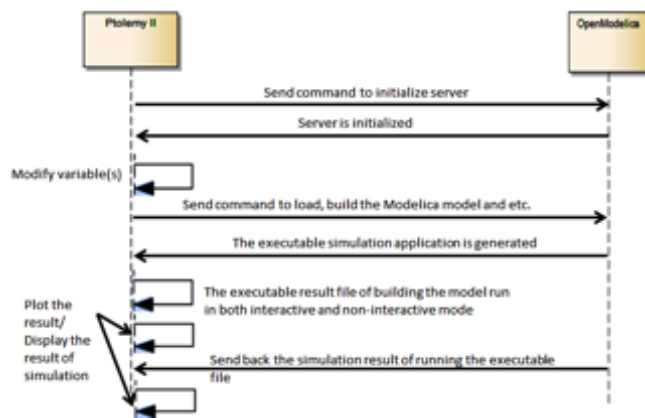 Ptolemy II
OpenModelica
Send command to initialize server
Server is initialized
Modify variable(s)
Send command to load, build the Modelica model and etc.
The executable simulation application is generated
The executable result file of building the model run
in both interactive and non-interactive mode
Plot the
result/
Display the
result of
simulation
Send back the simulation result of running the executable
file